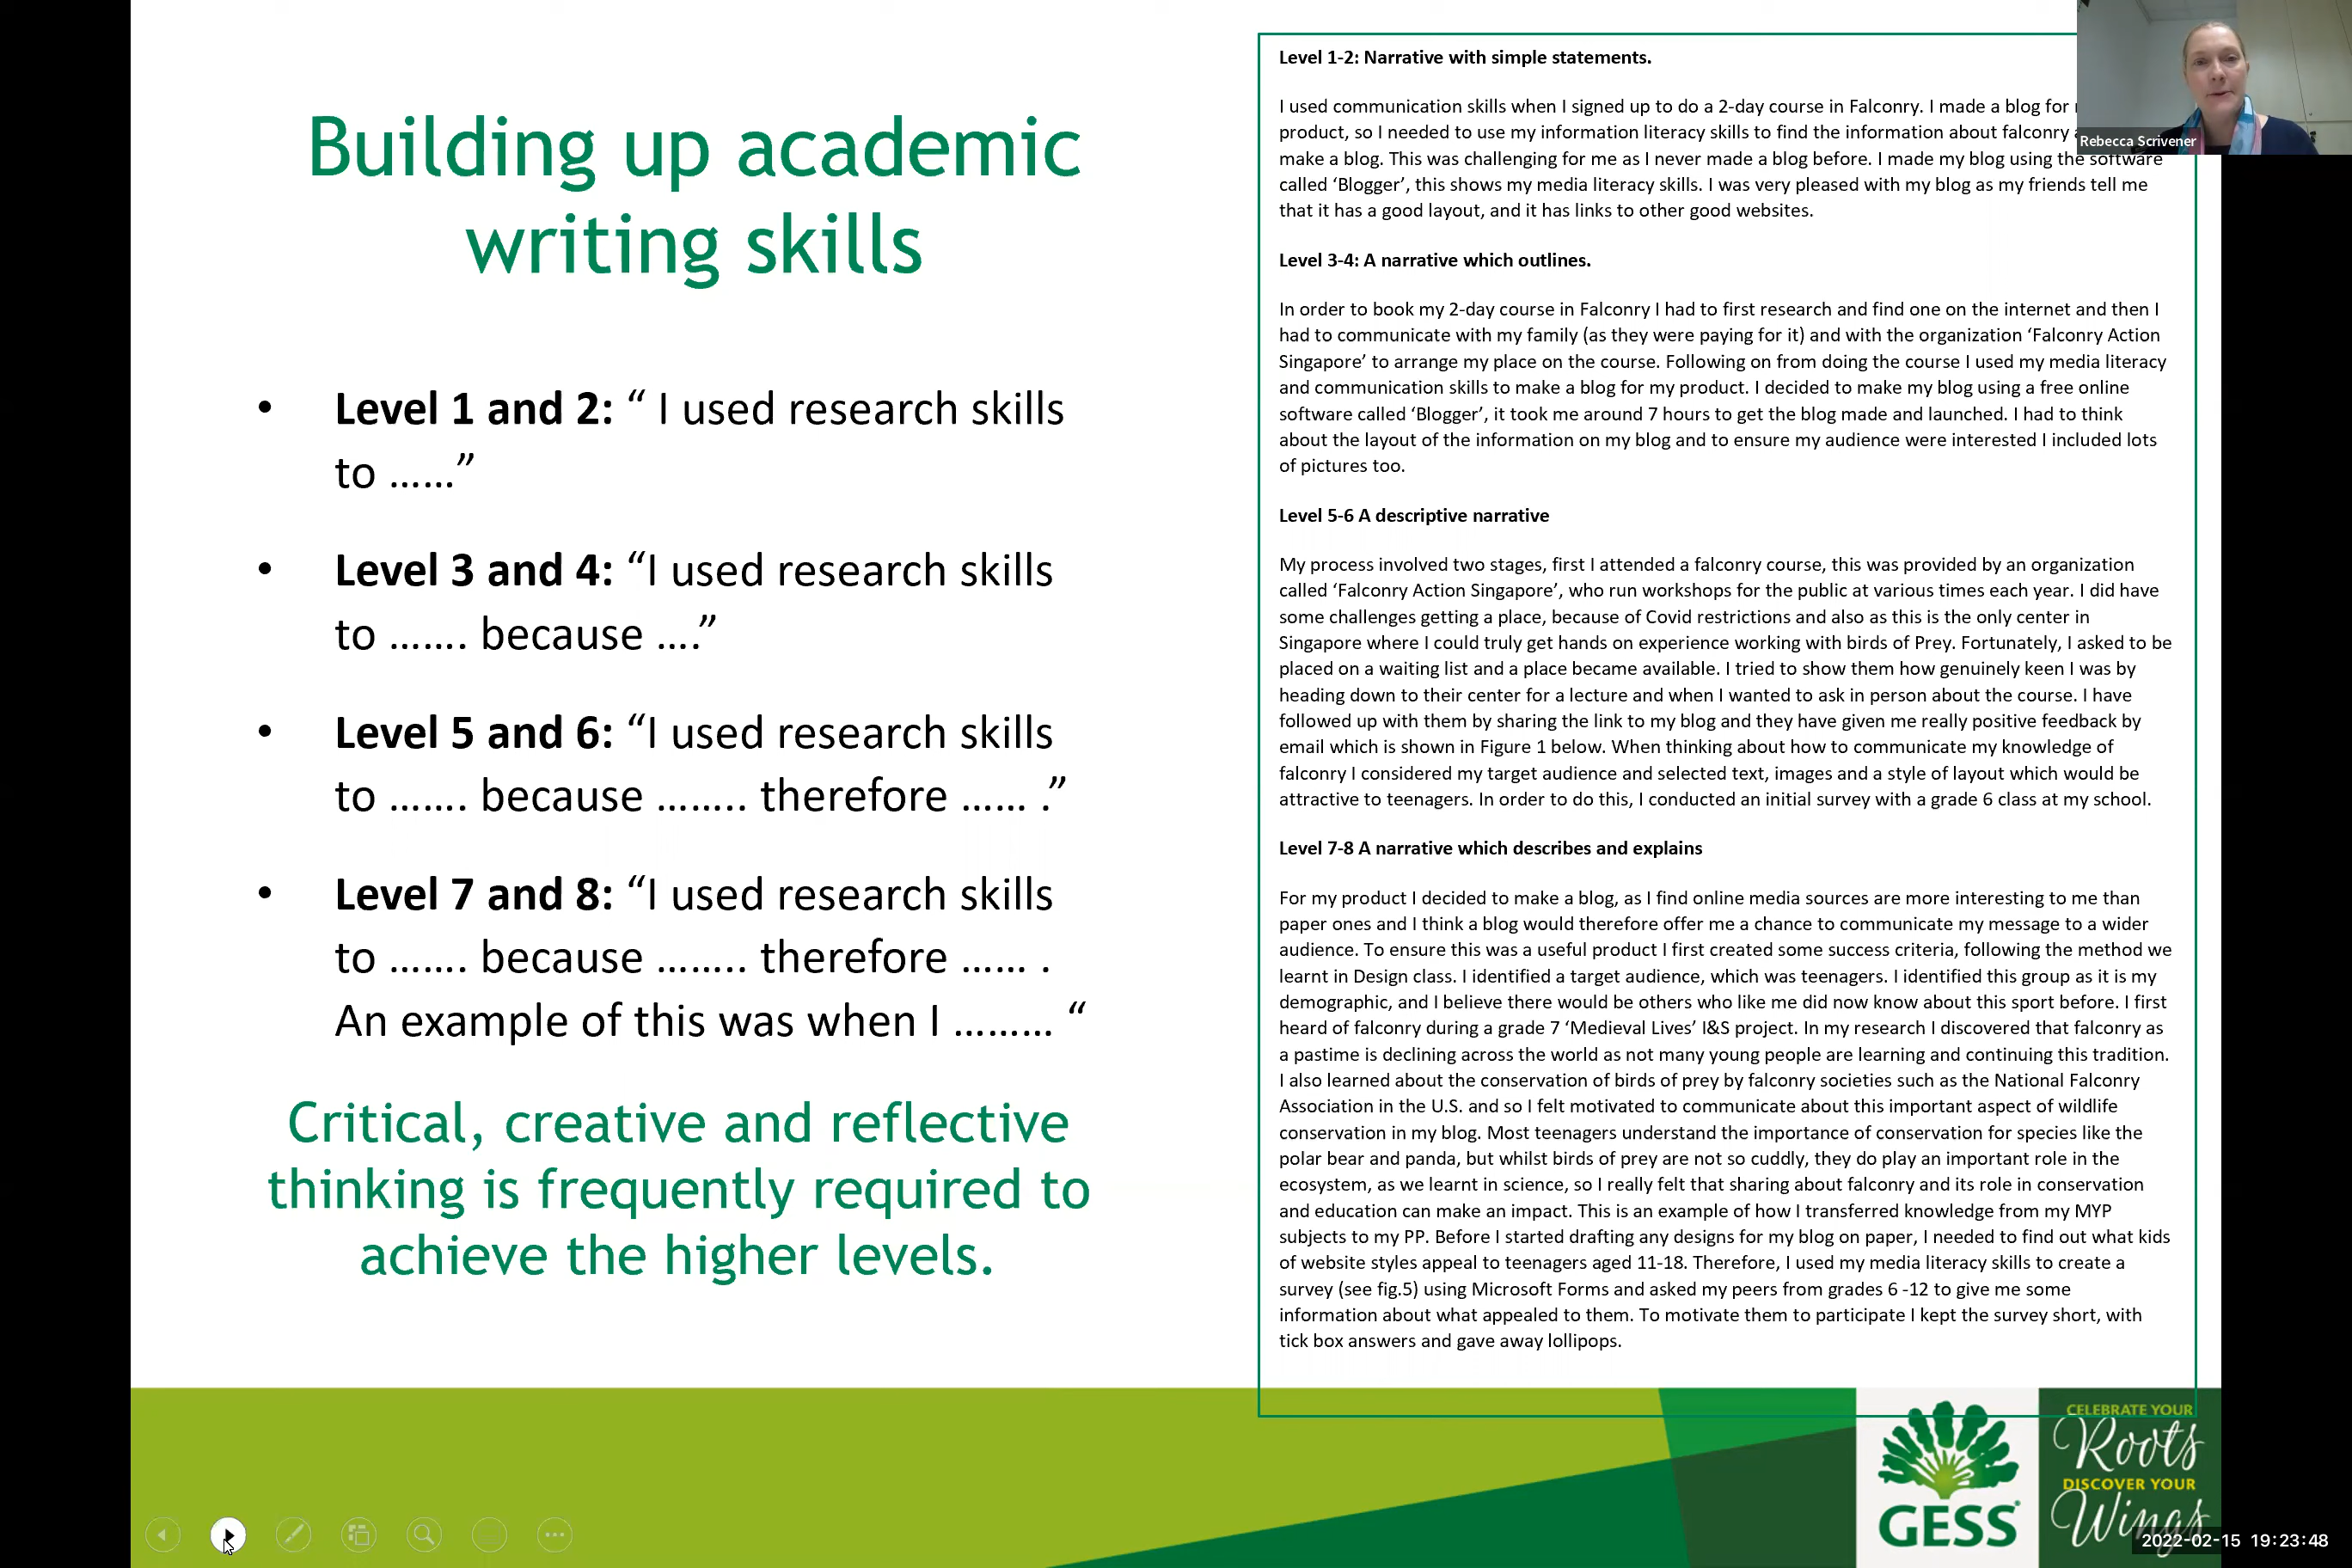 Building up academic
writing skills
• Level 1 and 2: “ I used research skills
to ……”
• Level 3 and 4: “I used research skills
to ……. because ….”
• Level 5 and 6: “I used research skills
to ……. because …….. therefore …… .”
• Level 7 and 8: “I used research skills
to ……. because …….. therefore …… .
An example of this was when I ……… “
Critical, creative and reflective
thinking is frequently required to
achieve the higher levels.
Level 1-2: Narrative with simple statements.
I used communication skills when I signed up to do a 2-day course in Falconry. I made a blog for
product, so I needed to use my information literacy skills to find the information about falconry
make a blog. This was challenging for me as I never made a blog before. I made my blog using the software
called ‘Blogger’, this shows my media literacy skills. I was very pleased with my blog as my friends tell me
that it has a good layout, and it has links to other good websites.
Level 3-4: A narrative which outlines.
In order to book my 2-day course in Falconry I had to first research and find one on the internet and then I
had to communicate with my family (as they were paying for it) and with the organization ‘Falconry Action
Singapore’ to arrange my place on the course. Following on from doing the course I used my media literacy
and communication skills to make a blog for my product. I decided to make my blog using a free online
software called ‘Blogger’, it took me around 7 hours to get the blog made and launched. I had to think
about the layout of the information on my blog and to ensure my audience were interested I included lots
of pictures too.
Level 5-6 A descriptive narrative
My process involved two stages, first I attended a falconry course, this was provided by an organization
called ‘Falconry Action Singapore’, who run workshops for the public at various times each year. I did have
some challenges getting a place, because of Covid restrictions and also as this is the only center in
Singapore where I could truly get hands on experience working with birds of Prey. Fortunately, I asked to be
placed on a waiting list and a place became available. I tried to show them how genuinely keen I was by
heading down to their center for a lecture and when I wanted to ask in person about the course. I have
followed up with them by sharing the link to my blog and they have given me really positive feedback by
email which is shown in Figure 1 below. When thinking about how to communicate my knowledge of
falconry I considered my target audience and selected text, images and a style of layout which would be
attractive to teenagers. In order to do this, I conducted an initial survey with a grade 6 class at my school.
Level 7-8 A narrative which describes and explains
For my product I decided to make a blog, as I find online media sources are more interesting to me than
paper ones and I think a blog would therefore offer me a chance to communicate my message to a wider
audience. To ensure this was a useful product I first created some success criteria, following the method we
learnt in Design class. I identified a target audience, which was teenagers. I identified this group as it is my
demographic, and I believe there would be others who like me did now know about this sport before. I first
heard of falconry during a grade 7 ‘Medieval Lives’ I&S project. In my research I discovered that falconry as
a pastime is declining across the world as not many young people are learning and continuing this tradition.
I also learned about the conservation of birds of prey by falconry societies such as the National Falconry
Association in the U.S. and so I felt motivated to communicate about this important aspect of wildlife
conservation in my blog. Most teenagers understand the importance of conservation for species like the
polar bear and panda, but whilst birds of prey are not so cuddly, they do play an important role in the
ecosystem, as we learnt in science, so I really felt that sharing about falconry and its role in conservation
and education can make an impact. This is an example of how I transferred knowledge from my MYP
subjects to my PP. Before I started drafting any designs for my blog on paper, I needed to find out what kids
of website styles appeal to teenagers aged 11-18. Therefore, I used my media literacy skills to create a
survey (see fig.5) using Microsoft Forms and asked my peers from grades 6 -12 to give me some
information about what appealed to them. To motivate them to participate I kept the survey short, with
tick box answers and gave away lollipops.
Rebecca Scrivener
GESS
CELEBRATE YOUR
Roots
DISCOVER YOUR
Wings
2022-02-15 19:23:48